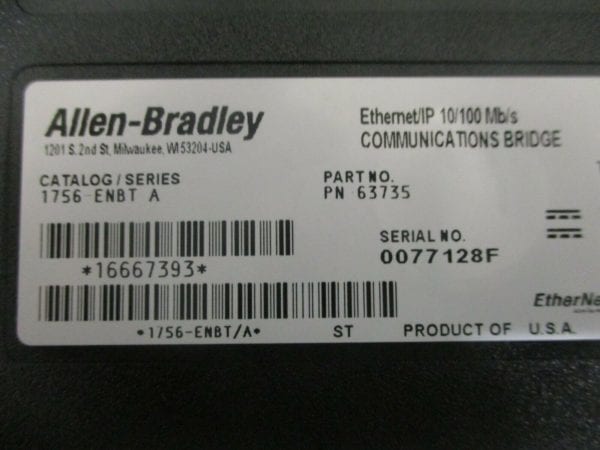 Allen-Bradley
1201 S. 2nd St, Milwaukee, WI 53204-USA
Ethernet/IP 10/100 Mb/s
COMMUNICATIONS BRIDGE
CATALOG / SERIES
1756-ENBT A
PART NO.
PN 63735
SERIAL NO.
0077128F
*16667393*
EtherNe
*1756-ENBT/A*
ST
PRODUCT OF U.S.A.